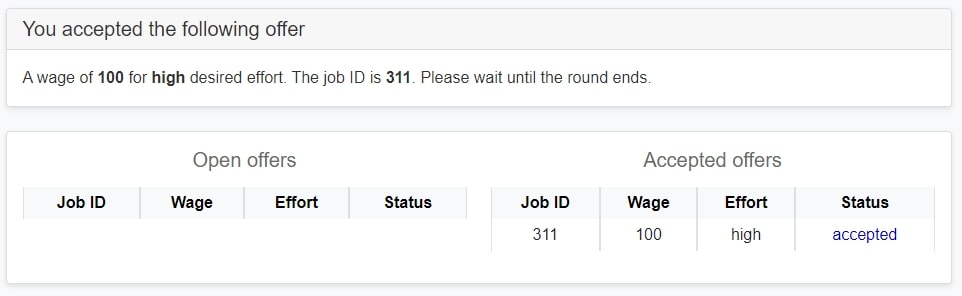 You accepted the following offer
A wage of 100 for high desired effort. The job ID is 311. Please wait until the round ends.
Open offers
Job ID Wage Effort Status
Accepted offers
Job ID Wage Effort Status
311 100 high accepted